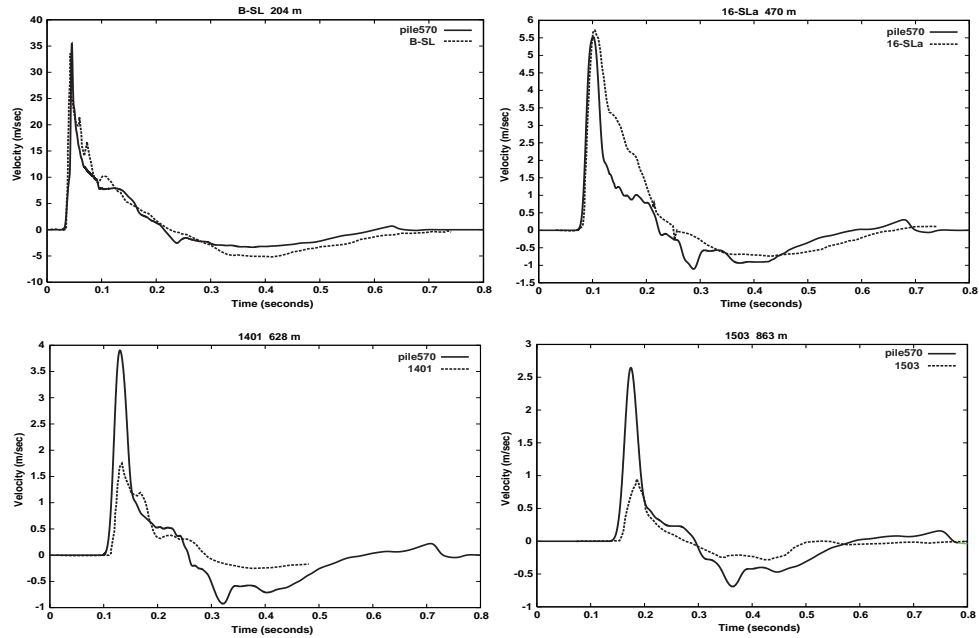 B-SL 204 m
pile570
B-SL
Velocity (m/sec)
40
35
30
25
20
15
10
5
0
-5
-10
0 0.1 0.2 0.3 0.4 0.5 0.6 0.7 0.8
Time (seconds)
16-SLa 470 m
pile570
16-SLa
Velocity (m/sec)
6
5.5
5
4.5
4
3.5
3
2.5
2
1.5
1
0.5
0
-0.5
-1
-1.5
0 0.1 0.2 0.3 0.4 0.5 0.6 0.7 0.8
Time (seconds)
1401 628 m
pile570
1401
Velocity (m/sec)
4
3.5
3
2.5
2
1.5
1
0.5
0
-0.5
-1
0 0.1 0.2 0.3 0.4 0.5 0.6 0.7 0.8
Time (seconds)
1503 863 m
pile570
1503
Velocity (m/sec)
3
2.5
2
1.5
1
0.5
0
-0.5
-1
0 0.1 0.2 0.3 0.4 0.5 0.6 0.7 0.8
Time (seconds)